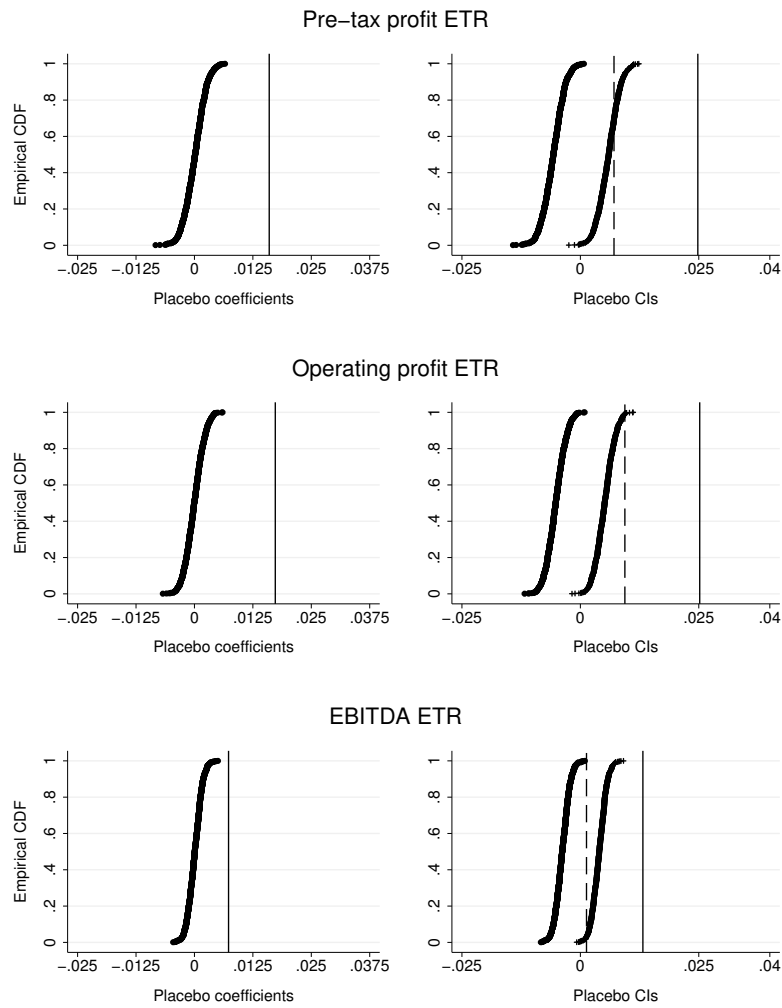 Pre−tax profit ETR
Empirical CDF
0 .2 .4 .6 .8 1
−.025 −.0125 0 .0125 .025 .0375
Placebo coefficients
0 .2 .4 .6 .8 1
−.025 0 .025 .04
Placebo CIs
Operating profit ETR
Empirical CDF
0 .2 .4 .6 .8 1
−.025 −.0125 0 .0125 .025 .0375
Placebo coefficients
0 .2 .4 .6 .8 1
−.025 0 .025 .04
Placebo CIs
EBITDA ETR
Empirical CDF
0 .2 .4 .6 .8 1
−.025 −.0125 0 .0125 .025 .0375
Placebo coefficients
0 .2 .4 .6 .8 1
−.025 0 .025 .04
Placebo CIs